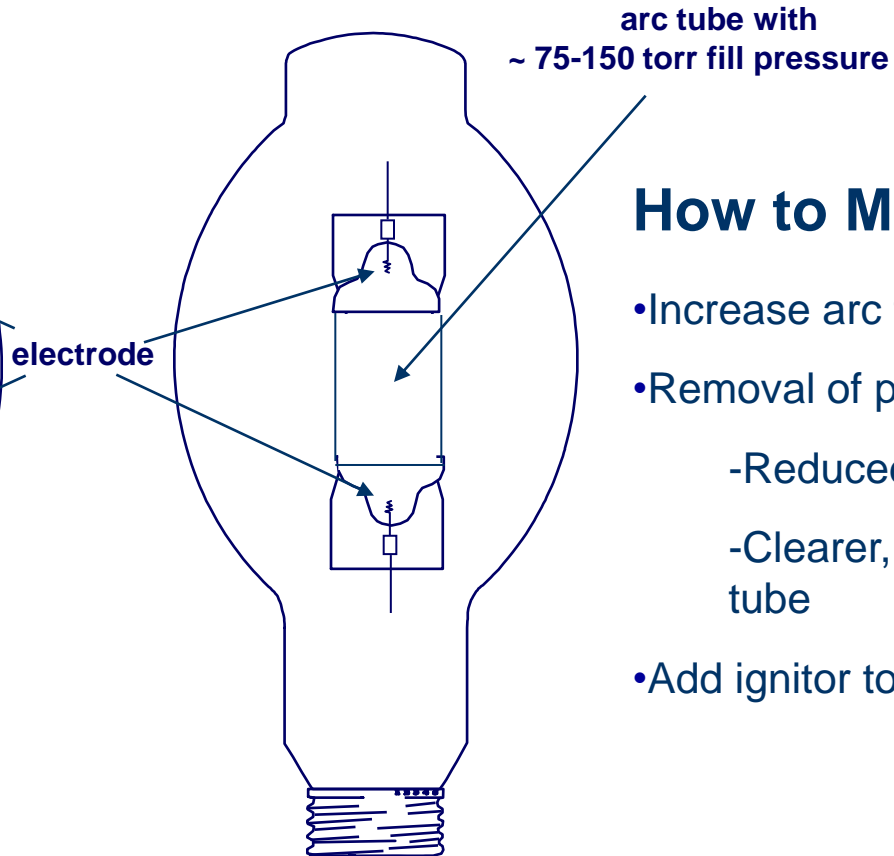 arc tube with
~ 75-150 torr fill pressure
How to M
•Increase arc
electrode
•Removal of p
-Reduced
-Clearer,
tube
•Add ignitor to